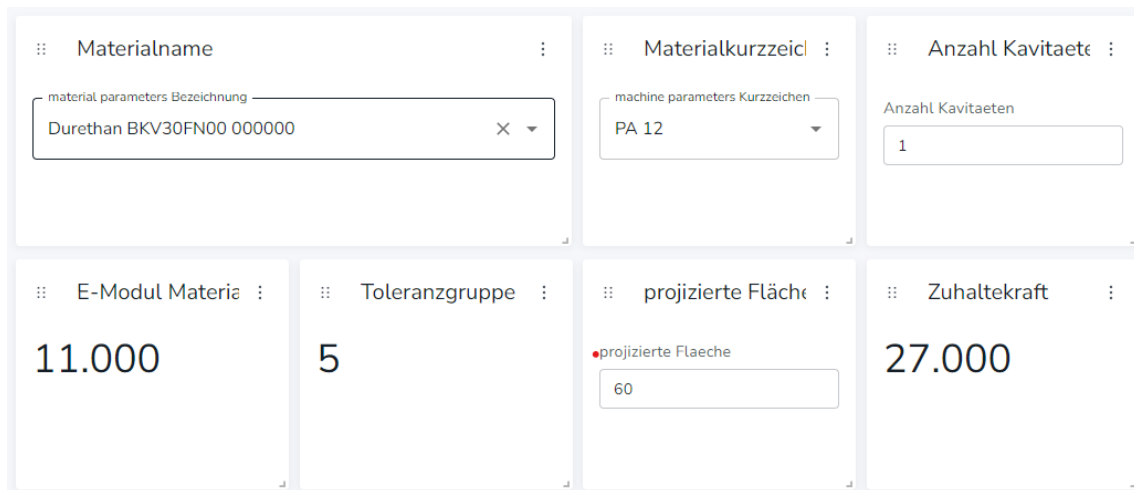 Materialname
material parameters Bezeichnung
Durethan BKV30FN00 000000
Materialkurzzeicl
machine parameters Kurzzeichen
PA 12
Anzahl Kavitaete
Anzahl Kavitaeten
1
E-Modul Materia
11.000
Toleranzgruppe
5
projizierte Fläche
projizierte Flaeche
60
Zuhaltekraft
27.000